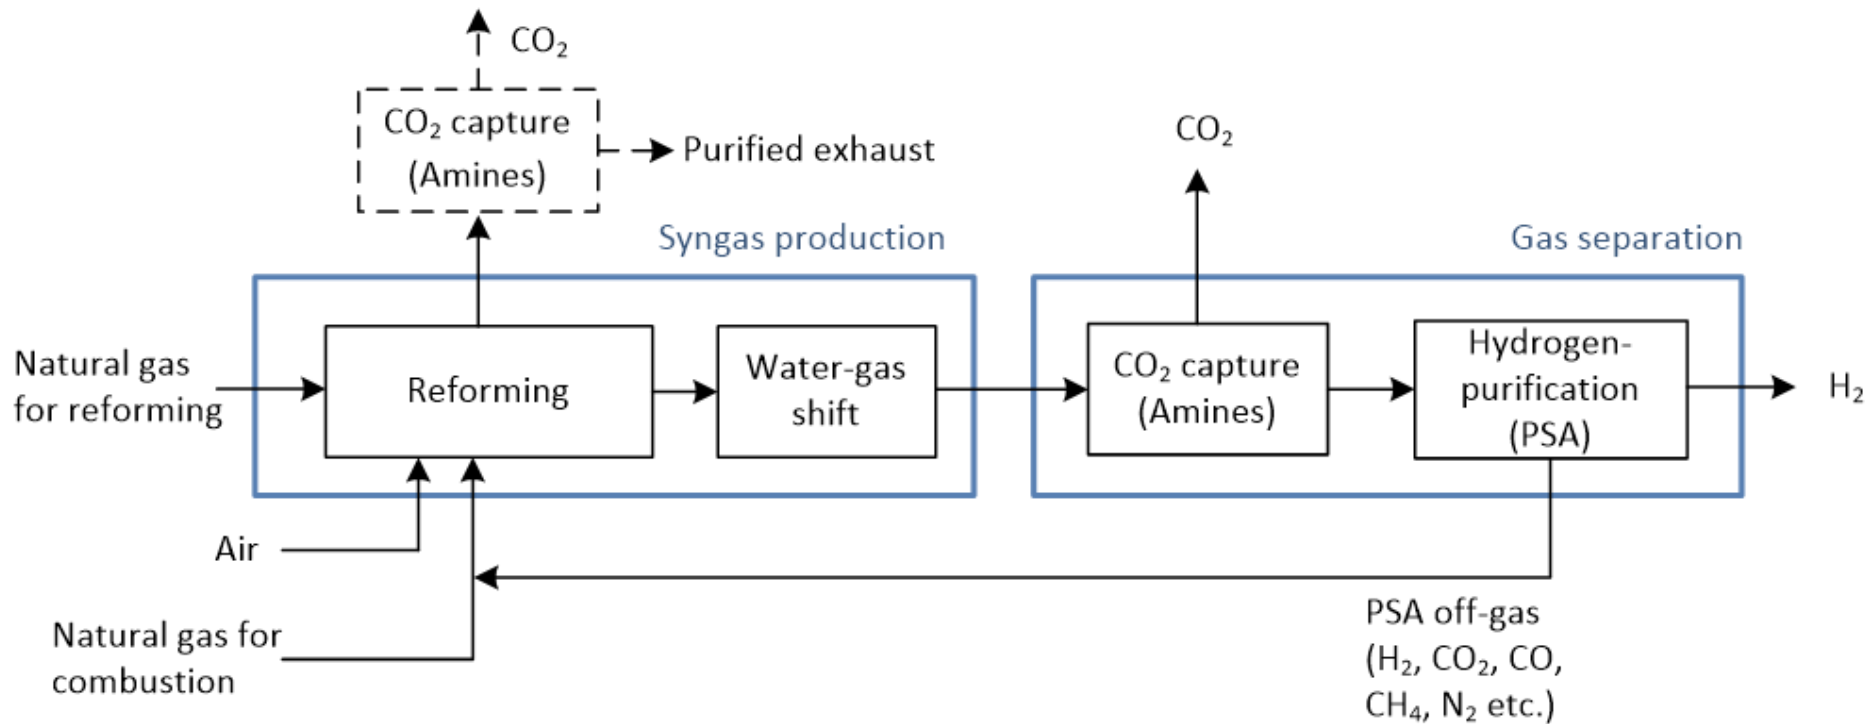 CO₂
CO₂ capture
(Amines)
Purified exhaust
CO₂
Syngas production
Gas separation
Natural gas
for reforming
Reforming
Water-gas
shift
CO₂ capture
(Amines)
Hydrogen-
purification
(PSA)
H₂
Air
Natural gas for
combustion
PSA off-gas
(H₂, CO₂, CO,
CH₄, N₂ etc.)